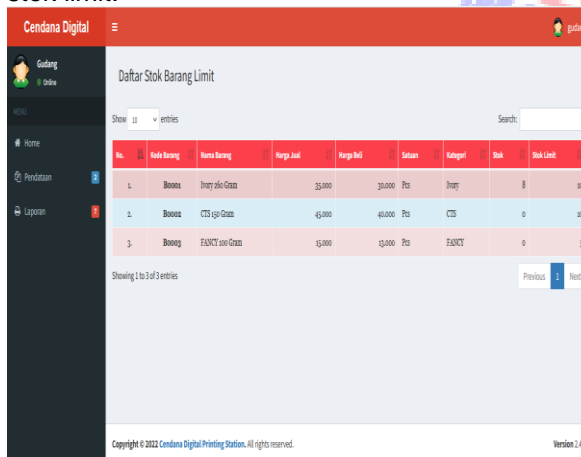 stok limit.
Cendana Digital
Gudang
Online
MENU
Home
Pendataan 2
Laporan 7
Daftar Stok Barang Limit
Show 10 entries
Search:
No. Kode Barang Nama Barang Harga Jual Harga Beli Satuan Kategori Stok Stok Limit
1. B0001 Ivory 260 Gram 35.000 30.000 Pcs Ivory 8
2. B0002 CTS 150 Gram 45.000 40.000 Pcs CTS 0
3. B0003 FANCY 100 Gram 15.000 13.000 Pcs FANCY 0
Showing 1 to 3 of 3 entries
Previous 1 Next
Copyright © 2022 Cendana Digital Printing Station. All rights reserved.
Version 2.4